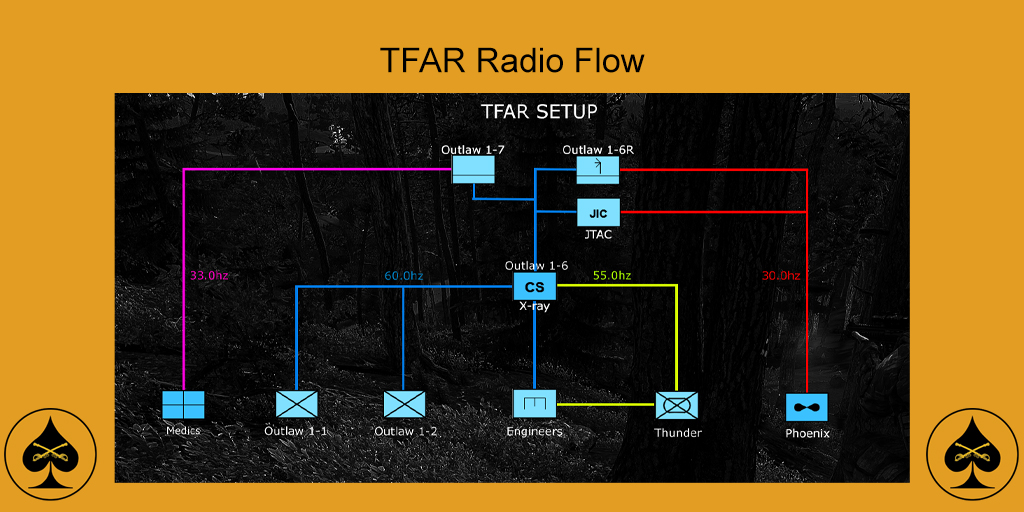 TFAR Radio Flow
TFAR SETUP
Outlaw 1-7
Outlaw 1-6R
JIC
JTAC
Outlaw 1-6
33.0hz
60.0hz
55.0hz
30.0hz
CS
X-ray
Medics
Outlaw 1-1
Outlaw 1-2
Engineers
Thunder
Phoenix